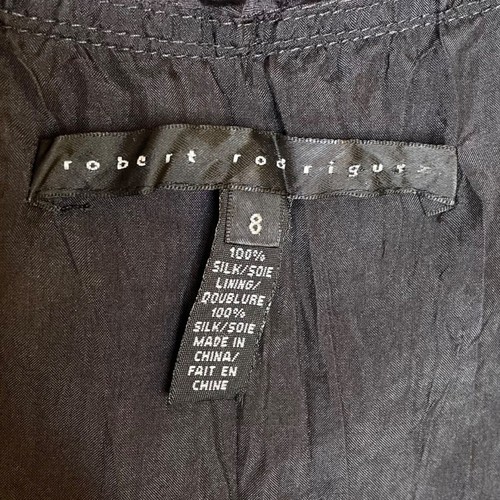 robert rodriguez
8
100%
SILK/SOIE
LINING/
DOUBLURE
100%
SILK/SOIE
MADE IN
CHINA/
FAIT EN
CHINE